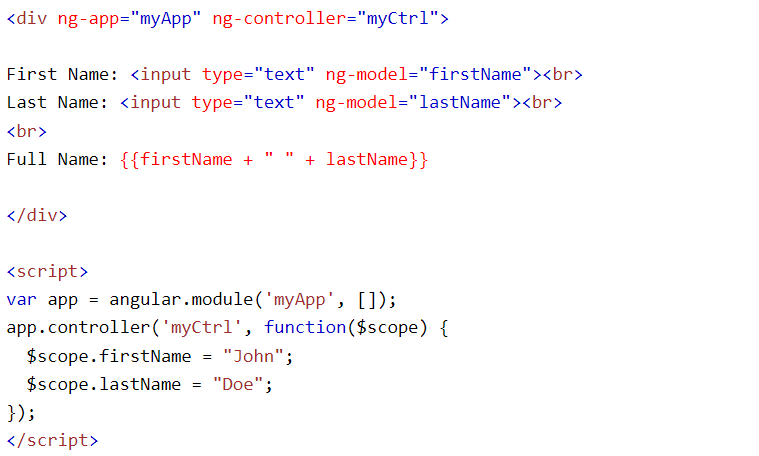 <div ng-app="myApp" ng-controller="myCtrl">
First Name: <input type="text" ng-model="firstName"><br>
Last Name: <input type="text" ng-model="lastName"><br>
<br>
Full Name: {{firstName + " " + lastName}}
</div>
<script>
var app = angular.module('myApp', []);
app.controller('myCtrl', function($scope) {
  $scope.firstName = "John";
  $scope.lastName = "Doe";
});
</script>